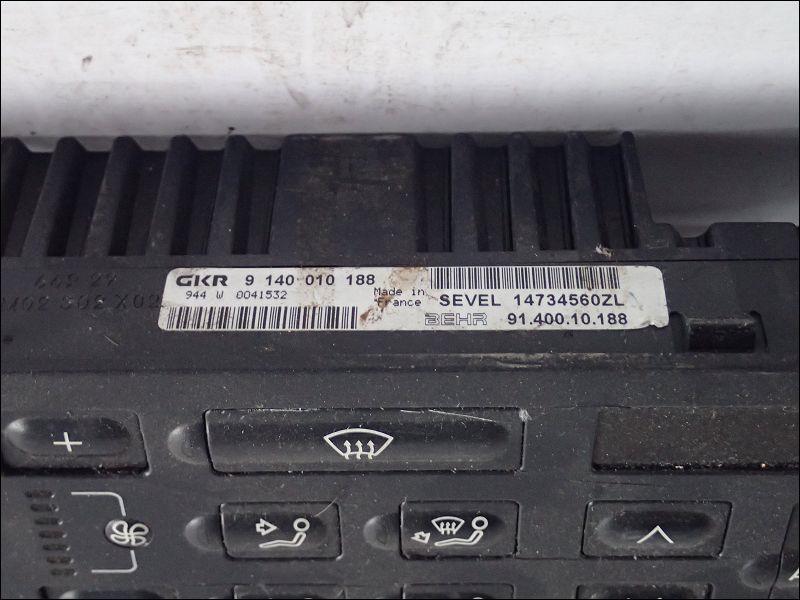 GKR 9 140 010 188
944 W 0041532
Made in
France
SEVEL 14734560ZL
BEHR 91.400.10.188
+
<